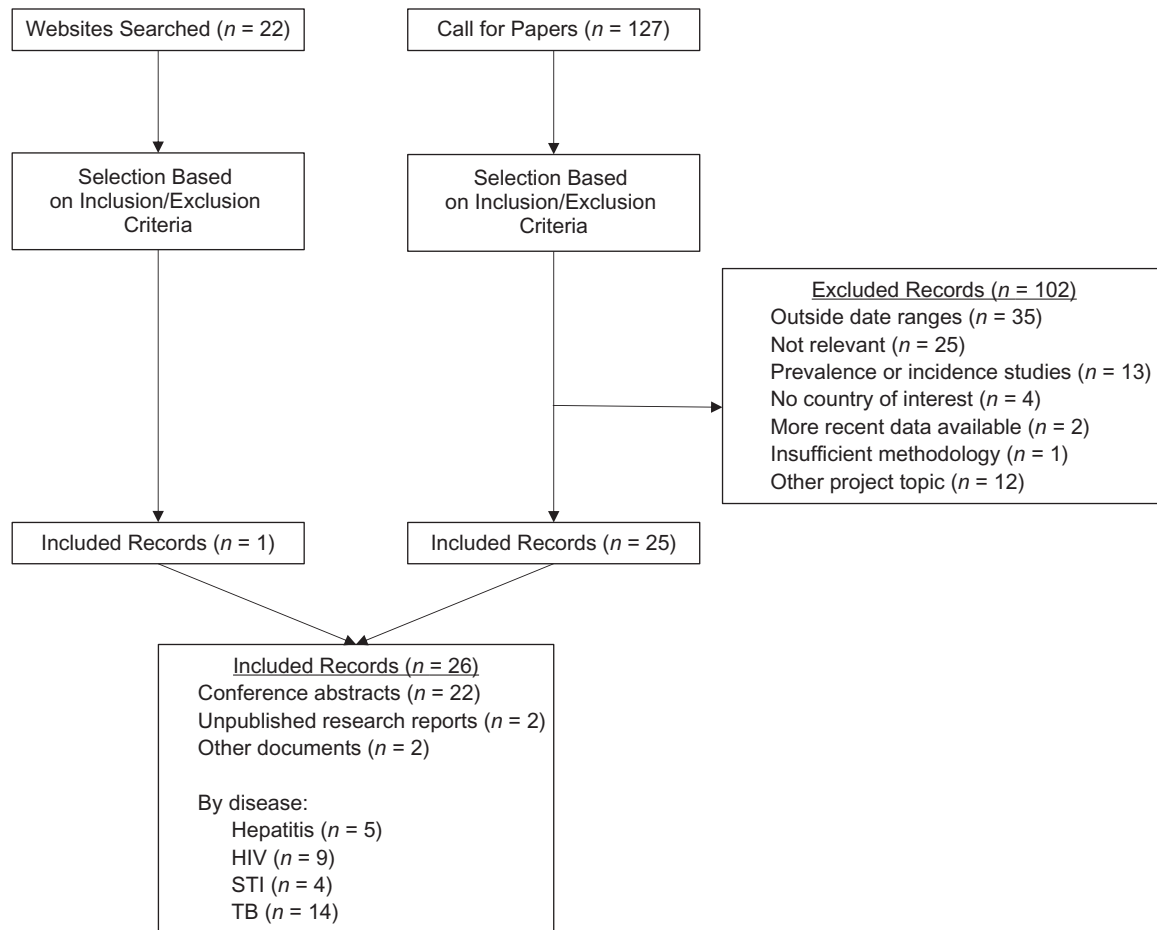 Websites Searched (n = 22)
Call for Papers (n = 127)
Selection Based
on Inclusion/Exclusion
Criteria
Selection Based
on Inclusion/Exclusion
Criteria
Excluded Records (n = 102)
Outside date ranges (n = 35)
Not relevant (n = 25)
Prevalence or incidence studies (n = 13)
No country of interest (n = 4)
More recent data available (n = 2)
Insufficient methodology (n = 1)
Other project topic (n = 12)
Included Records (n = 1)
Included Records (n = 25)
Included Records (n = 26)
Conference abstracts (n = 22)
Unpublished research reports (n = 2)
Other documents (n = 2)
By disease:
Hepatitis (n = 5)
HIV (n = 9)
STI (n = 4)
TB (n = 14)